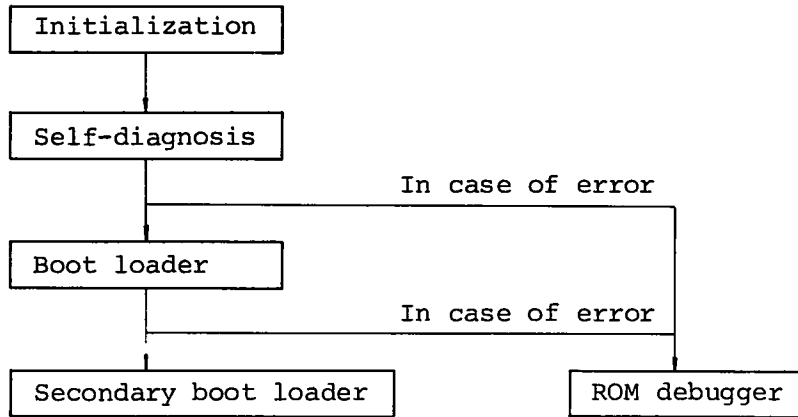 Initialization
Self-diagnosis
In case of error
Boot loader
In case of error
Secondary boot loader
ROM debugger